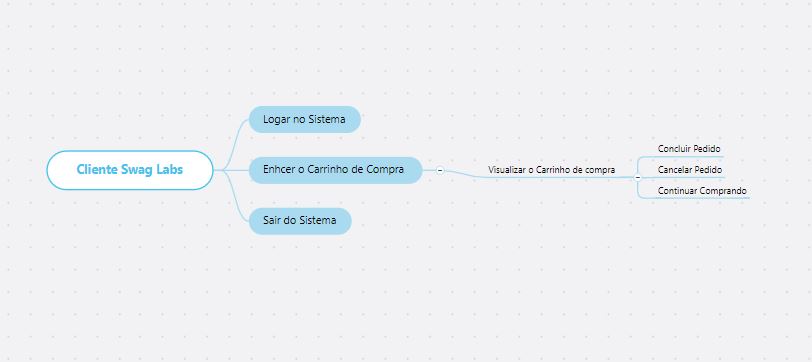 Cliente Swag Labs
Logar no Sistema
Enhcer o Carrinho de Compra
Sair do Sistema
Visualizar o Carrinho de compra
Concluir Pedido
Cancelar Pedido
Continuar Comprando